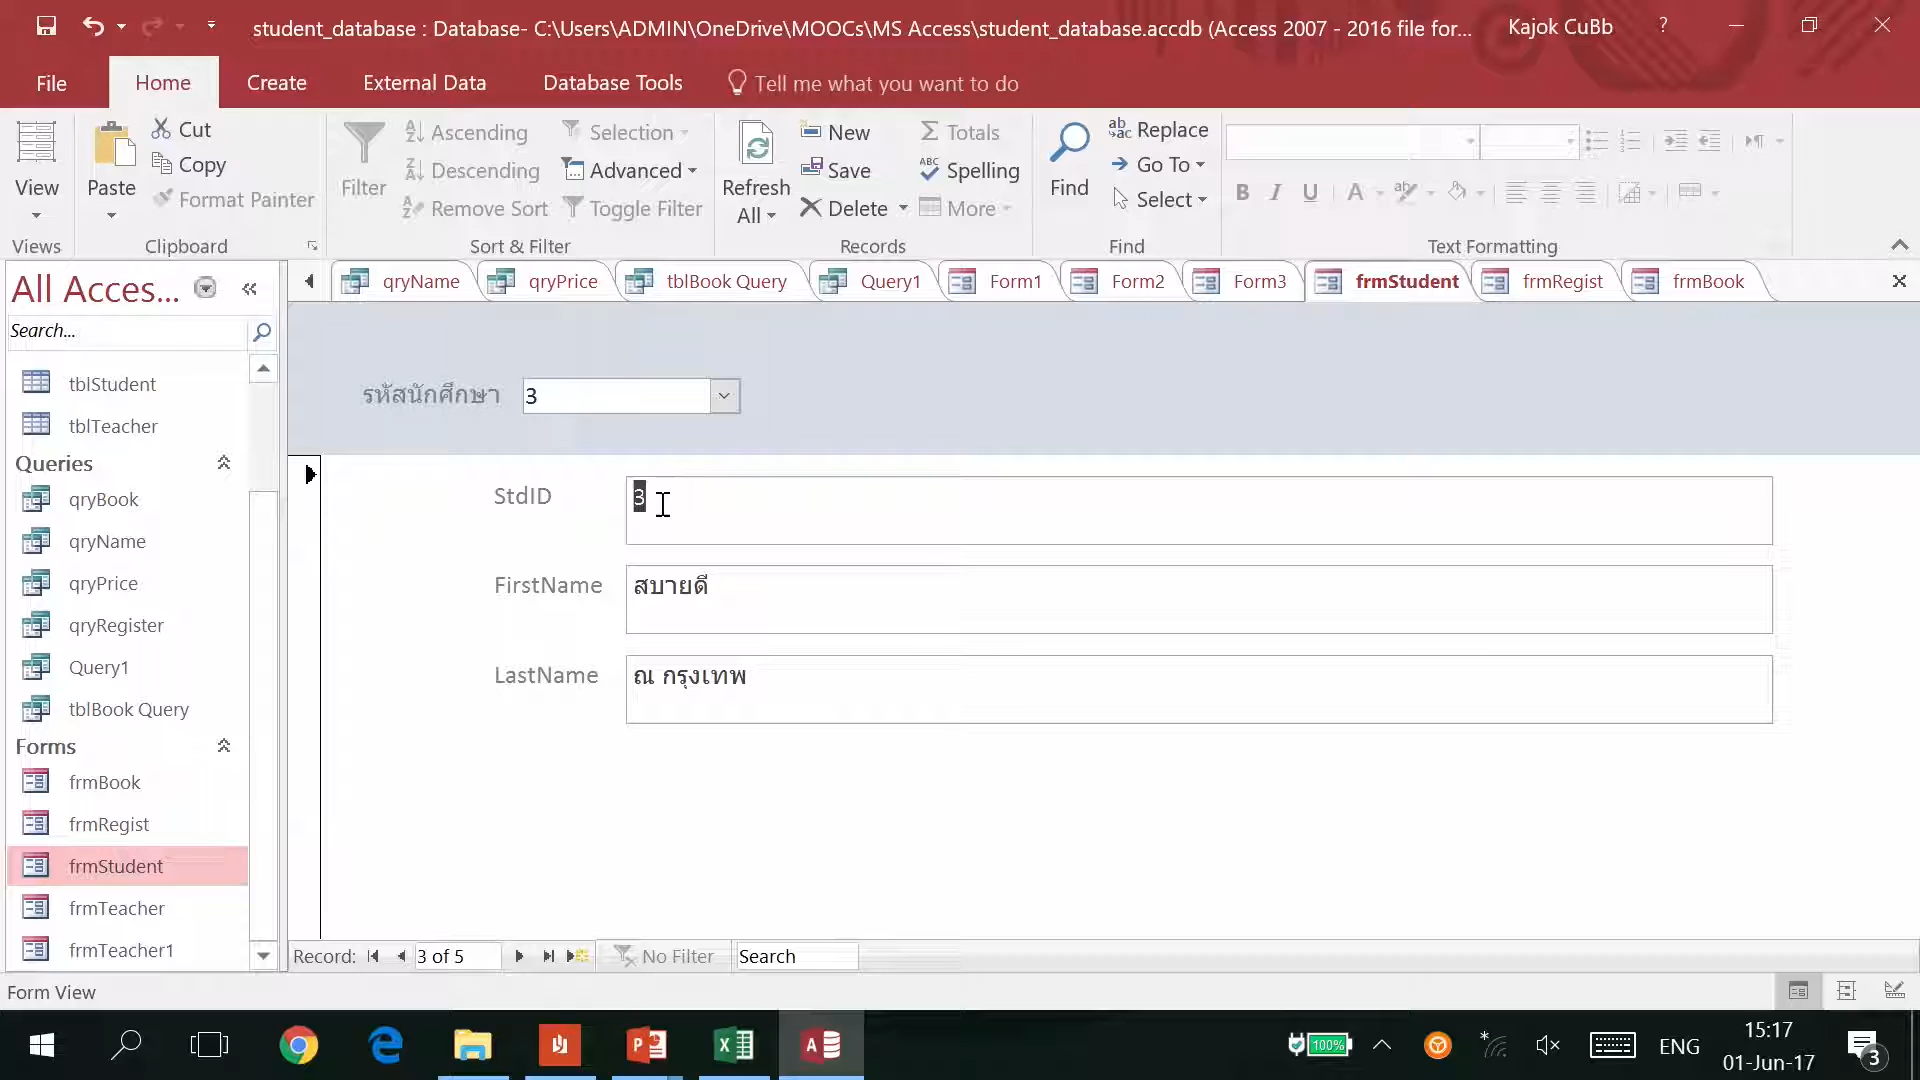 student_database : Database- C:\Users\ADMIN\OneDrive\MOOCs\MS Access\student_database.accdb (Access 2007 - 2016 file for...
Kajok CuBb
?
File
Home
Create
External Data
Database Tools
Tell me what you want to do
View
Views
Paste
Cut
Copy
Format Painter
Clipboard
Filter
Ascending
Descending
Remove Sort
Selection
Advanced
Toggle Filter
Sort & Filter
Refresh
All
New
Save
Delete
Totals
Spelling
More
Records
Find
Replace
Go To
Select
Find
B I U A
Text Formatting
All Acces...
Search...
tblStudent
tblTeacher
Queries
qryBook
qryName
qryPrice
qryRegister
Query1
tblBook Query
Forms
frmBook
frmRegist
frmStudent
frmTeacher
frmTeacher1
qryName
qryPrice
tblBook Query
Query1
Form1
Form2
Form3
frmStudent
frmRegist
frmBook
รหัสนักศึกษา 3
StdID 3
FirstName สบายดี
LastName ณ กรุงเทพ
Record: 3 of 5 No Filter Search
Form View
100%
ENG
15:17
01-Jun-17
3